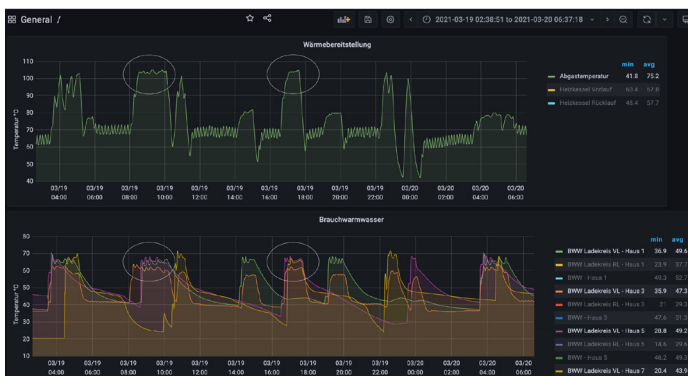 General /
2021-03-19 02:38:51 to 2021-03-20 06:37:18
Wärmebereitstellung
Temperatur °C
110
100
90
80
70
60
50
40
03/19 04:00
03/19 06:00
03/19 08:00
03/19 10:00
03/19 12:00
03/19 14:00
03/19 16:00
03/19 18:00
03/19 20:00
03/19 22:00
03/20 00:00
03/20 02:00
03/20 04:00
03/20 06:00
min avg
Abgastemperatur 41.8 75.2
Heizkessel Vorlauf 60.4 67.8
Heizkessel Rücklauf 48.4 57.7
Brauchwarmwasser
Temperatur °C
80
70
60
50
40
30
20
10
03/19 04:00
03/19 06:00
03/19 08:00
03/19 10:00
03/19 12:00
03/19 14:00
03/19 16:00
03/19 18:00
03/19 20:00
03/19 22:00
03/20 00:00
03/20 02:00
03/20 04:00
03/20 06:00
min avg
BWW Ladekreis VL - Haus 1 36.9 49.6
BWW Ladekreis RL - Haus 1 23.9
BWW - Haus 1 49.3 52.7
BWW Ladekreis VL - Haus 3 35.9 47.3
BWW Ladekreis RL - Haus 3 21
BWW - Haus 3 47.6 51.3
BWW Ladekreis VL - Haus 5 28.8 49.2
BWW Ladekreis RL - Haus 5 14.6 29.6
BWW - Haus 5 46.2 49.3
BWW Ladekreis VL - Haus 7 20.4 43.9